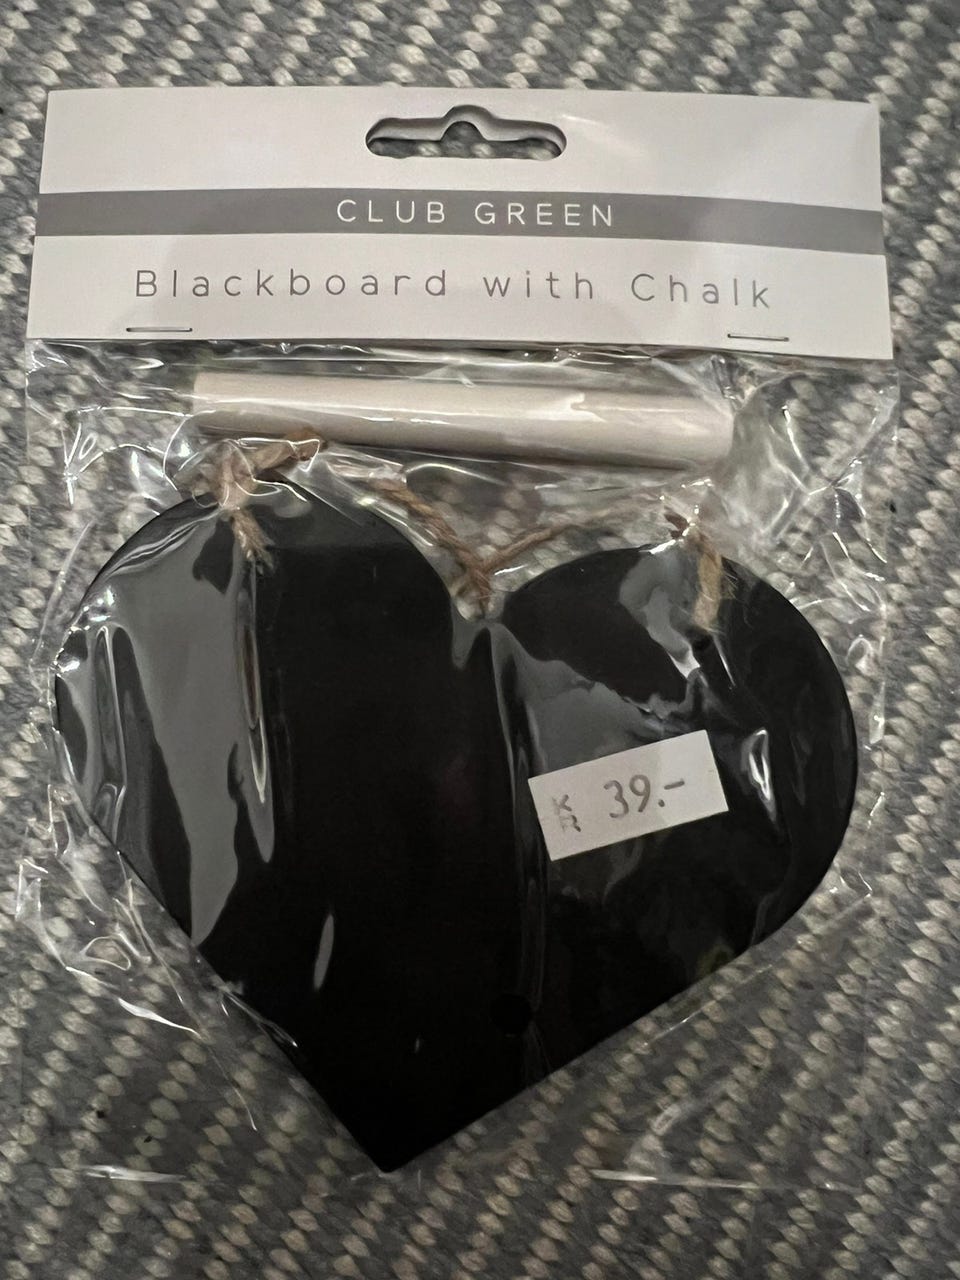 CLUB GREEN
Blackboard with Chalk
KR 39.-